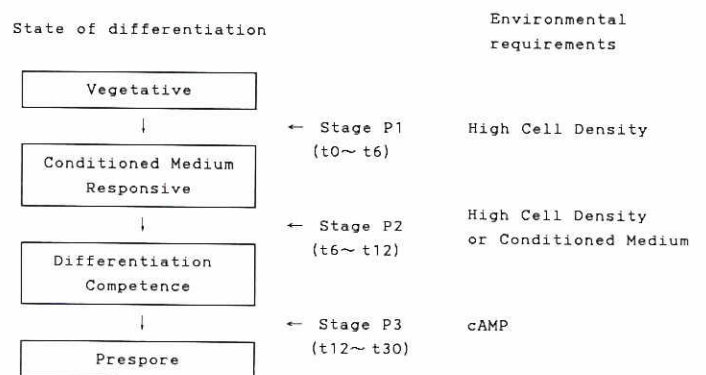 State of differentiation
Environmental
requirements
Vegetative
← Stage P1
(t0~ t6)
High Cell Density
↓
Conditioned Medium
Responsive
↓
← Stage P2
(t6~ t12)
High Cell Density
or Conditioned Medium
Differentiation
Competence
↓
← Stage P3
(t12~ t30)
cAMP
Prespore